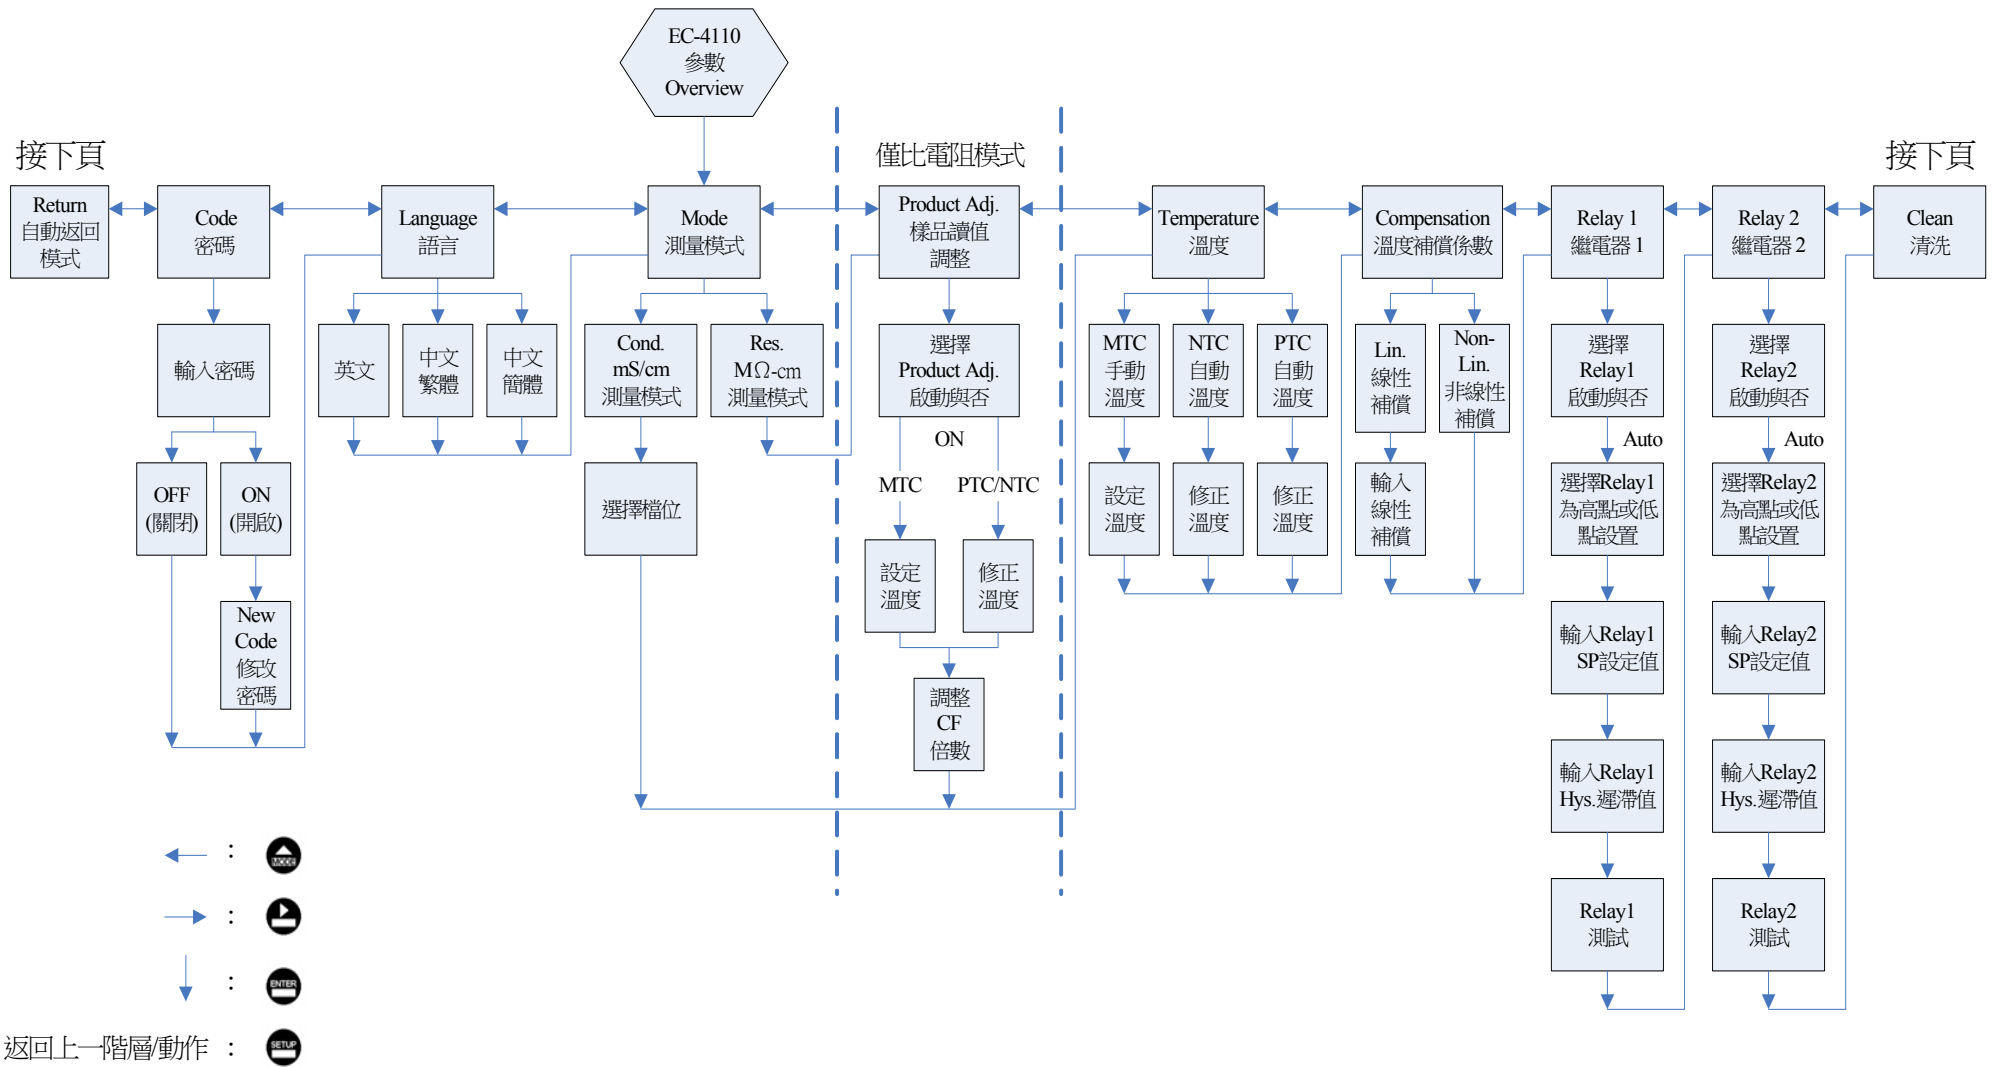 EC-4110
參數
Overview
接下頁
僅比電阻模式
接下頁
Return
自動返回
模式
Code
密碼
Language
語言
Mode
測量模式
Product Adj.
樣品讀值
調整
Temperature
溫度
Compensation
溫度補償係數
Relay 1
繼電器 1
Relay 2
繼電器 2
Clean
清洗
輸入密碼
英文
中文
繁體
中文
簡體
Cond.
mS/cm
測量模式
Res.
MΩ-cm
測量模式
選擇
Product Adj.
啟動與否
MTC
手動
溫度
NTC
自動
溫度
PTC
自動
溫度
Lin.
線性
補償
Non-
Lin.
非線性
補償
選擇
Relay1
啟動與否
選擇
Relay2
啟動與否
ON
Auto
Auto
OFF
(關閉)
ON
(開啟)
選擇檔位
MTC
PTC/NTC
設定
溫度
修正
溫度
修正
溫度
輸入
線性
補償
選擇Relay1
為高點或低
點設置
選擇Relay2
為高點或低
點設置
設定
溫度
修正
溫度
New
Code
修改
密碼
輸入Relay1
SP設定值
輸入Relay2
SP設定值
調整
CF
倍數
輸入Relay1
Hys.遲滯值
輸入Relay2
Hys.遲滯值
Relay1
測試
Relay2
測試
: MODE
:
: ENTER
返回上一階層/動作 : SETUP